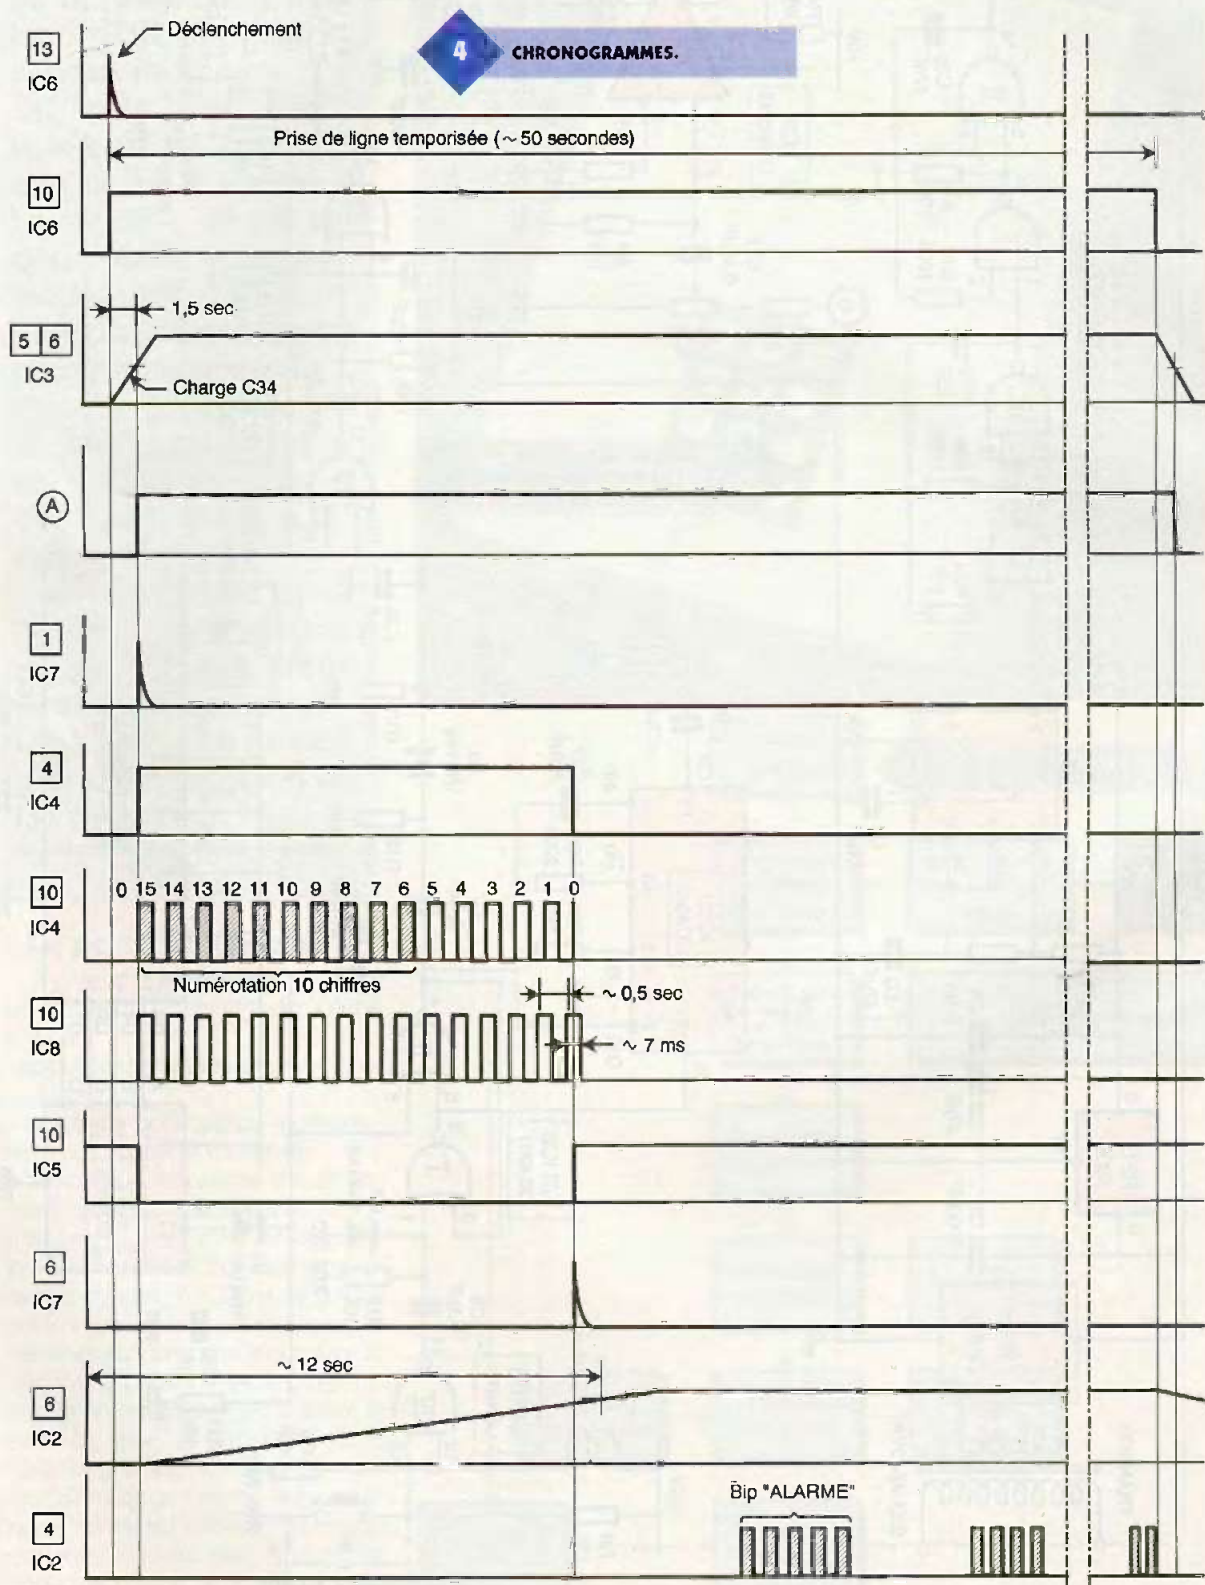 Déclenchement
4 CHRONOGRAMMES.
13
IC6
Prise de ligne temporisée (~ 50 secondes)
10
IC6
1,5 sec
5 6
IC3
Charge C34
A
1
IC7
4
IC4
10
IC4
0 15 14 13 12 11 10 9 8 7 6 5 4 3 2 1 0
Numérotation 10 chiffres
10
IC8
~ 0,5 sec
~ 7 ms
10
IC5
6
IC7
~ 12 sec
6
IC2
Bip "ALARME"
4
IC2